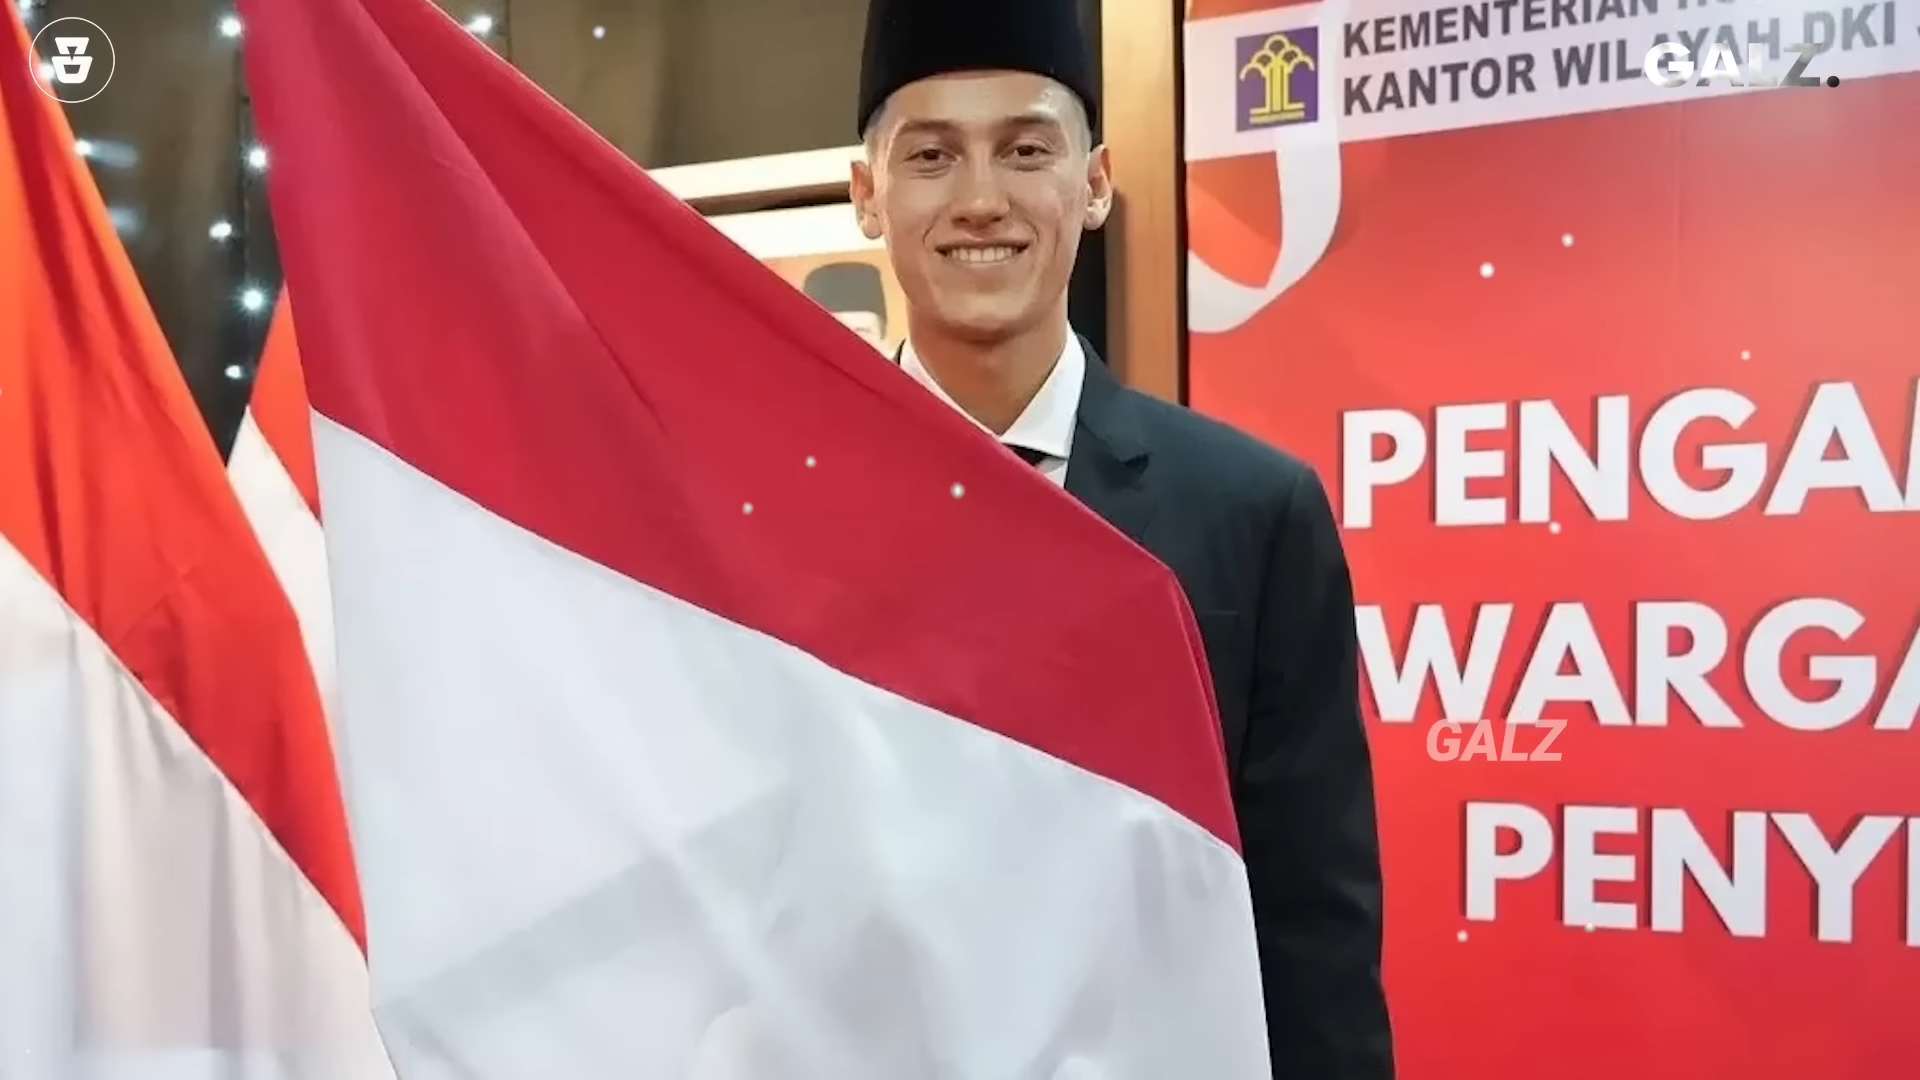 KEMENTERIAN
KANTOR WILAYAH DKI
GALZ.
PENGA
WARGA
GALZ
PENY